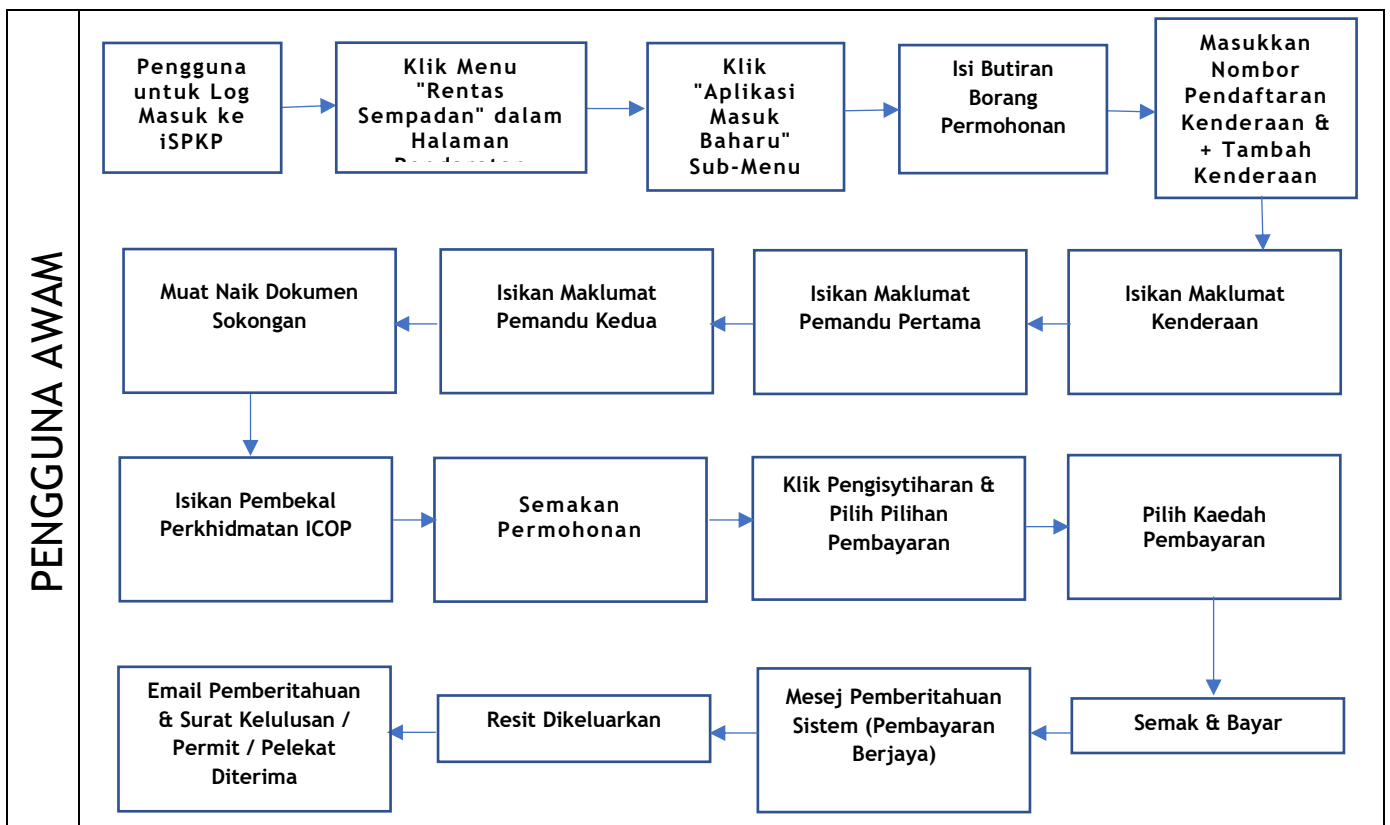 PENGGUNA AWAM
Pengguna
untuk Log
Masuk ke
iSPKP
Klik Menu
"Rentas
Sempadan" dalam
Halaman
Klik
"Aplikasi
Masuk
Baharu"
Sub-Menu
Isi Butiran
Borang
Permohonan
Masukkan
Nombor
Pendaftaran
Kenderaan &
+ Tambah
Kenderaan
Isikan Maklumat
Kenderaan
Isikan Maklumat
Pemandu Pertama
Isikan Maklumat
Pemandu Kedua
Muat Naik Dokumen
Sokongan
Isikan Pembekal
Perkhidmatan ICOP
Semakan
Permohonan
Klik Pengisytiharan &
Pilih Pilihan
Pembayaran
Pilih Kaedah
Pembayaran
Semak & Bayar
Mesej Pemberitahuan
Sistem (Pembayaran
Berjaya)
Resit Dikeluarkan
Email Pemberitahuan
& Surat Kelulusan /
Permit / Pelekat
Diterima